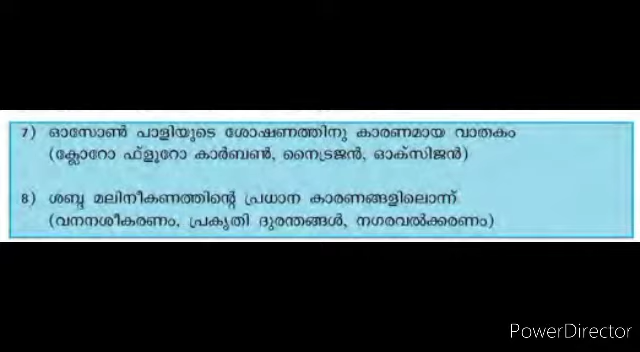 7) ഓസോൺ പാളിയുടെ ശോഷണത്തിനു കാരണമായ വാതകം
(ക്ലോറോ ഫ്ളൂറോ കാർബൺ, നൈട്രജൻ, ഓക്സിജൻ)
8) ശബ്ദ മലിനീകണത്തിന്റെ പ്രധാന കാരണങ്ങളിലൊന്ന്
(വനനശീകരണം, പ്രകൃതി ദുരന്തങ്ങൾ, നഗരവൽക്കരണം)
PowerDirector